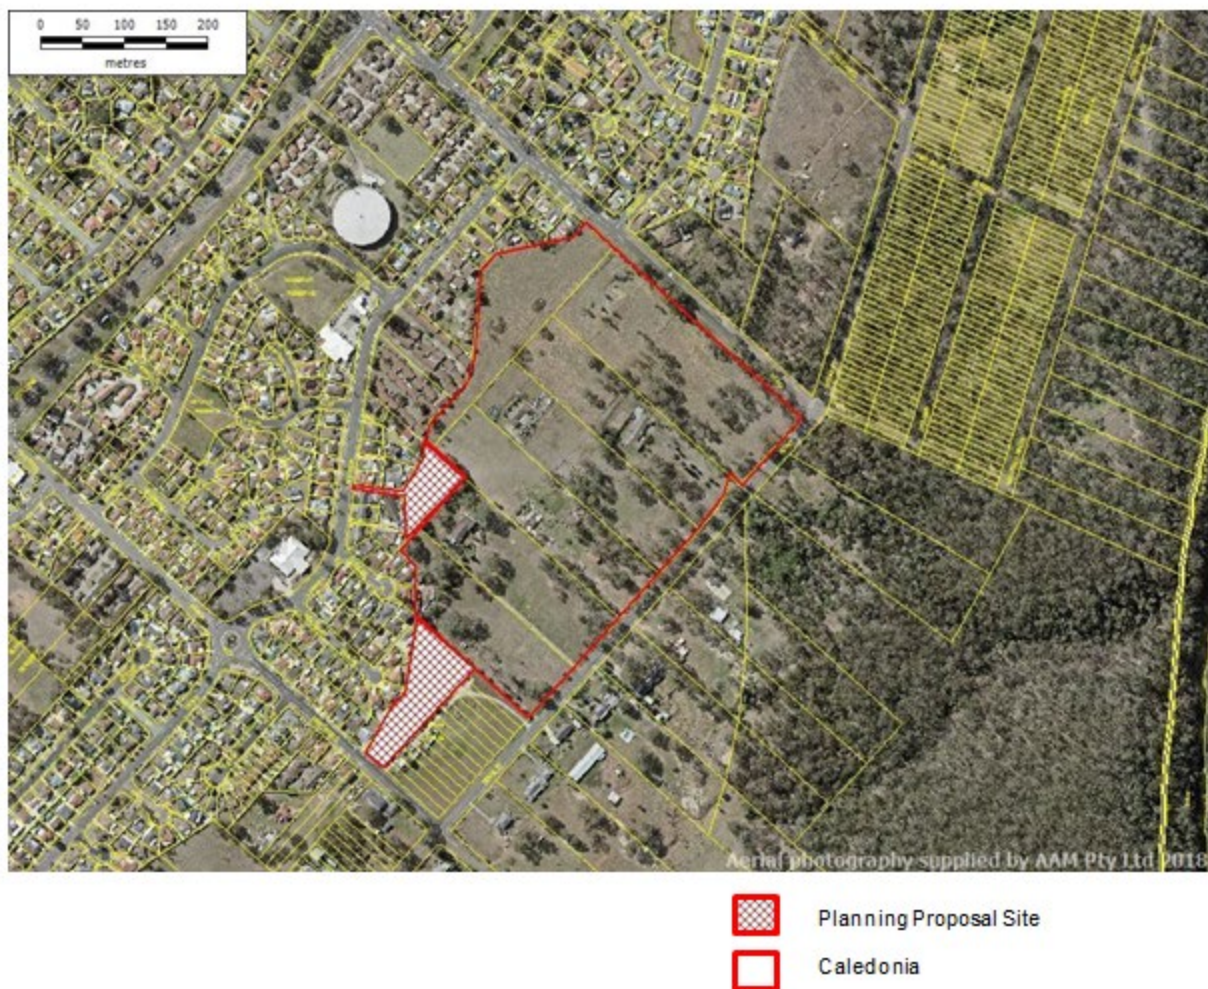 0 50 100 150 200
metres
Aerial photography supplied by AAM Pty Ltd 2018
Planning Proposal Site
Caledonia